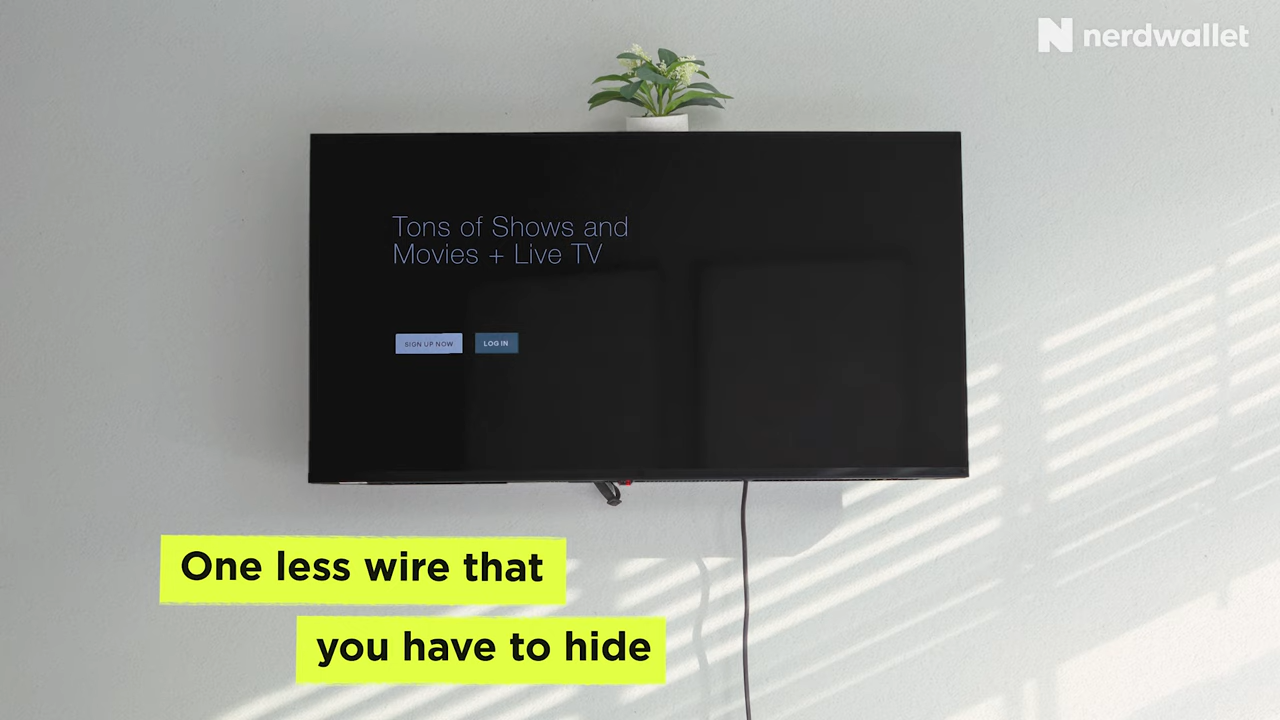 nerdwallet
Tons of Shows and
Movies + Live TV
SIGN UP NOW
LOG IN
One less wire that
you have to hide